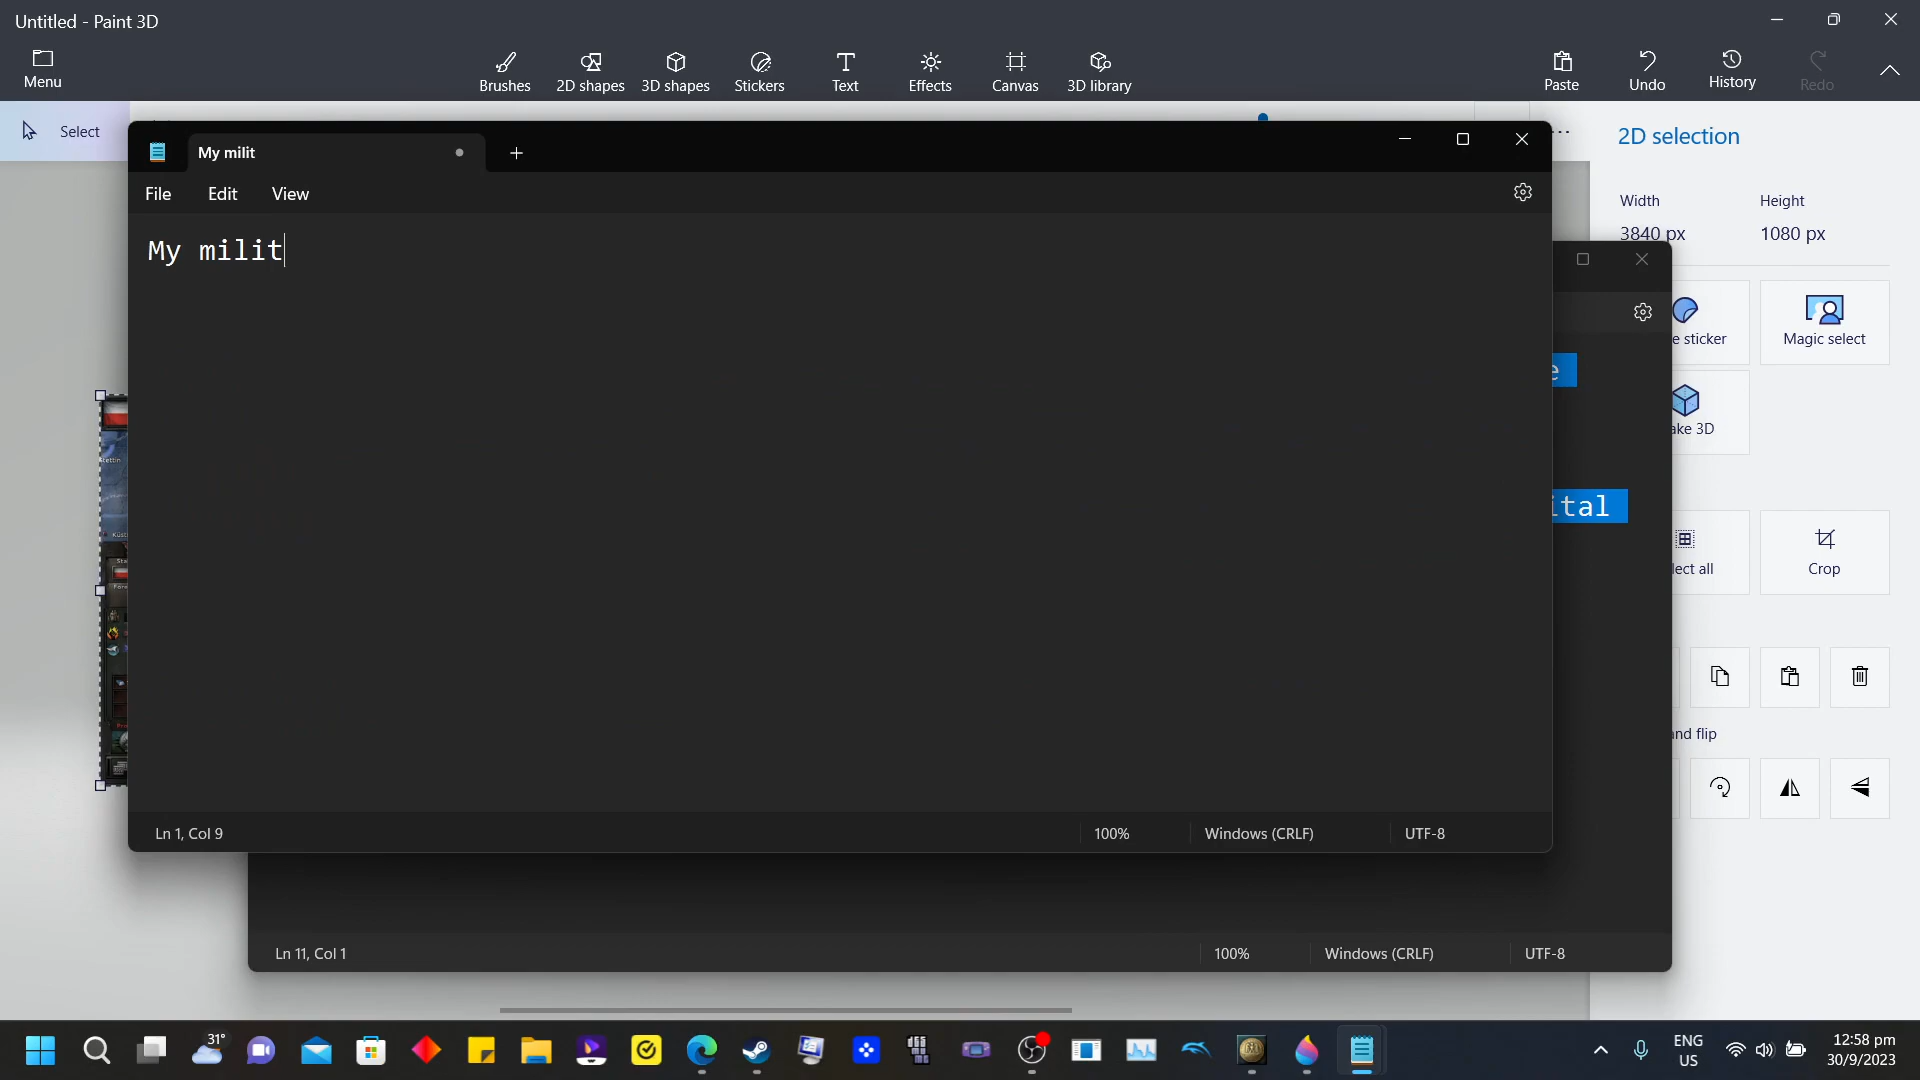 Untitled - Paint 3D
Menu
Brushes
2D shapes
3D shapes
Stickers
Text
Effects
Canvas
3D library
Paste
Undo
History
Redo
Select
2D selection
Width
Height
3840 px
1080 px
My milit
File
Edit
View
My milit
e sticker
Magic select
ake 3D
ital
lect all
Crop
nd flip
Ln 1, Col 9
100%
Windows (CRLF)
UTF-8
Ln 11, Col 1
100%
Windows (CRLF)
UTF-8
31°
ENG
US
12:58 pm
30/9/2023